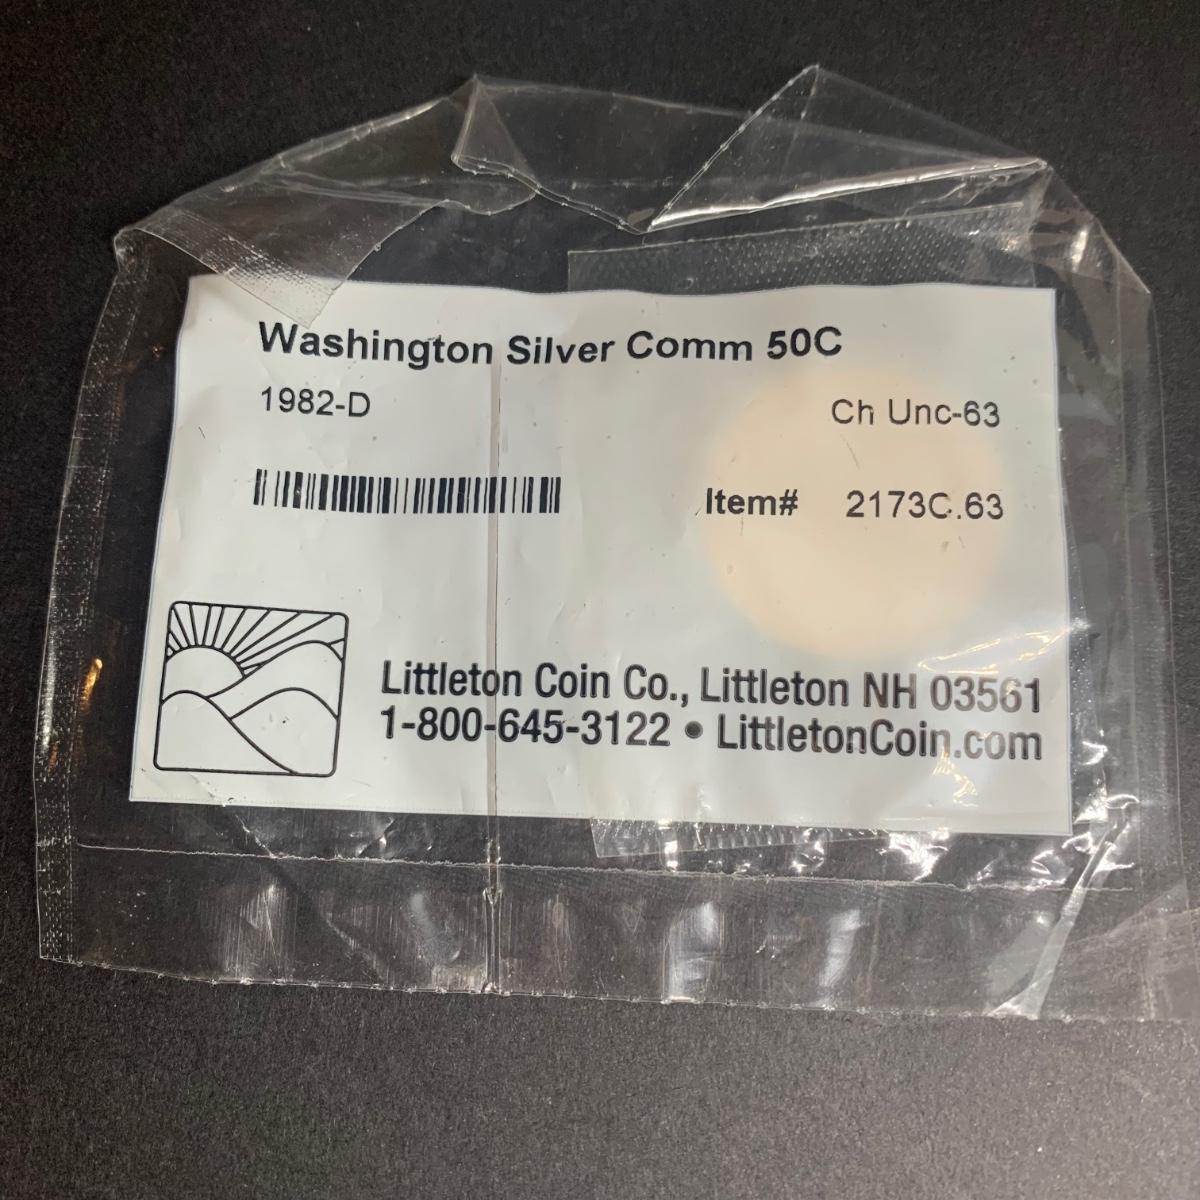 Washington Silver Comm 50C
1982-D
Ch Unc-63
Item# 2173C.63
Littleton Coin Co., Littleton NH 03561
1-800-645-3122 • LittletonCoin.com